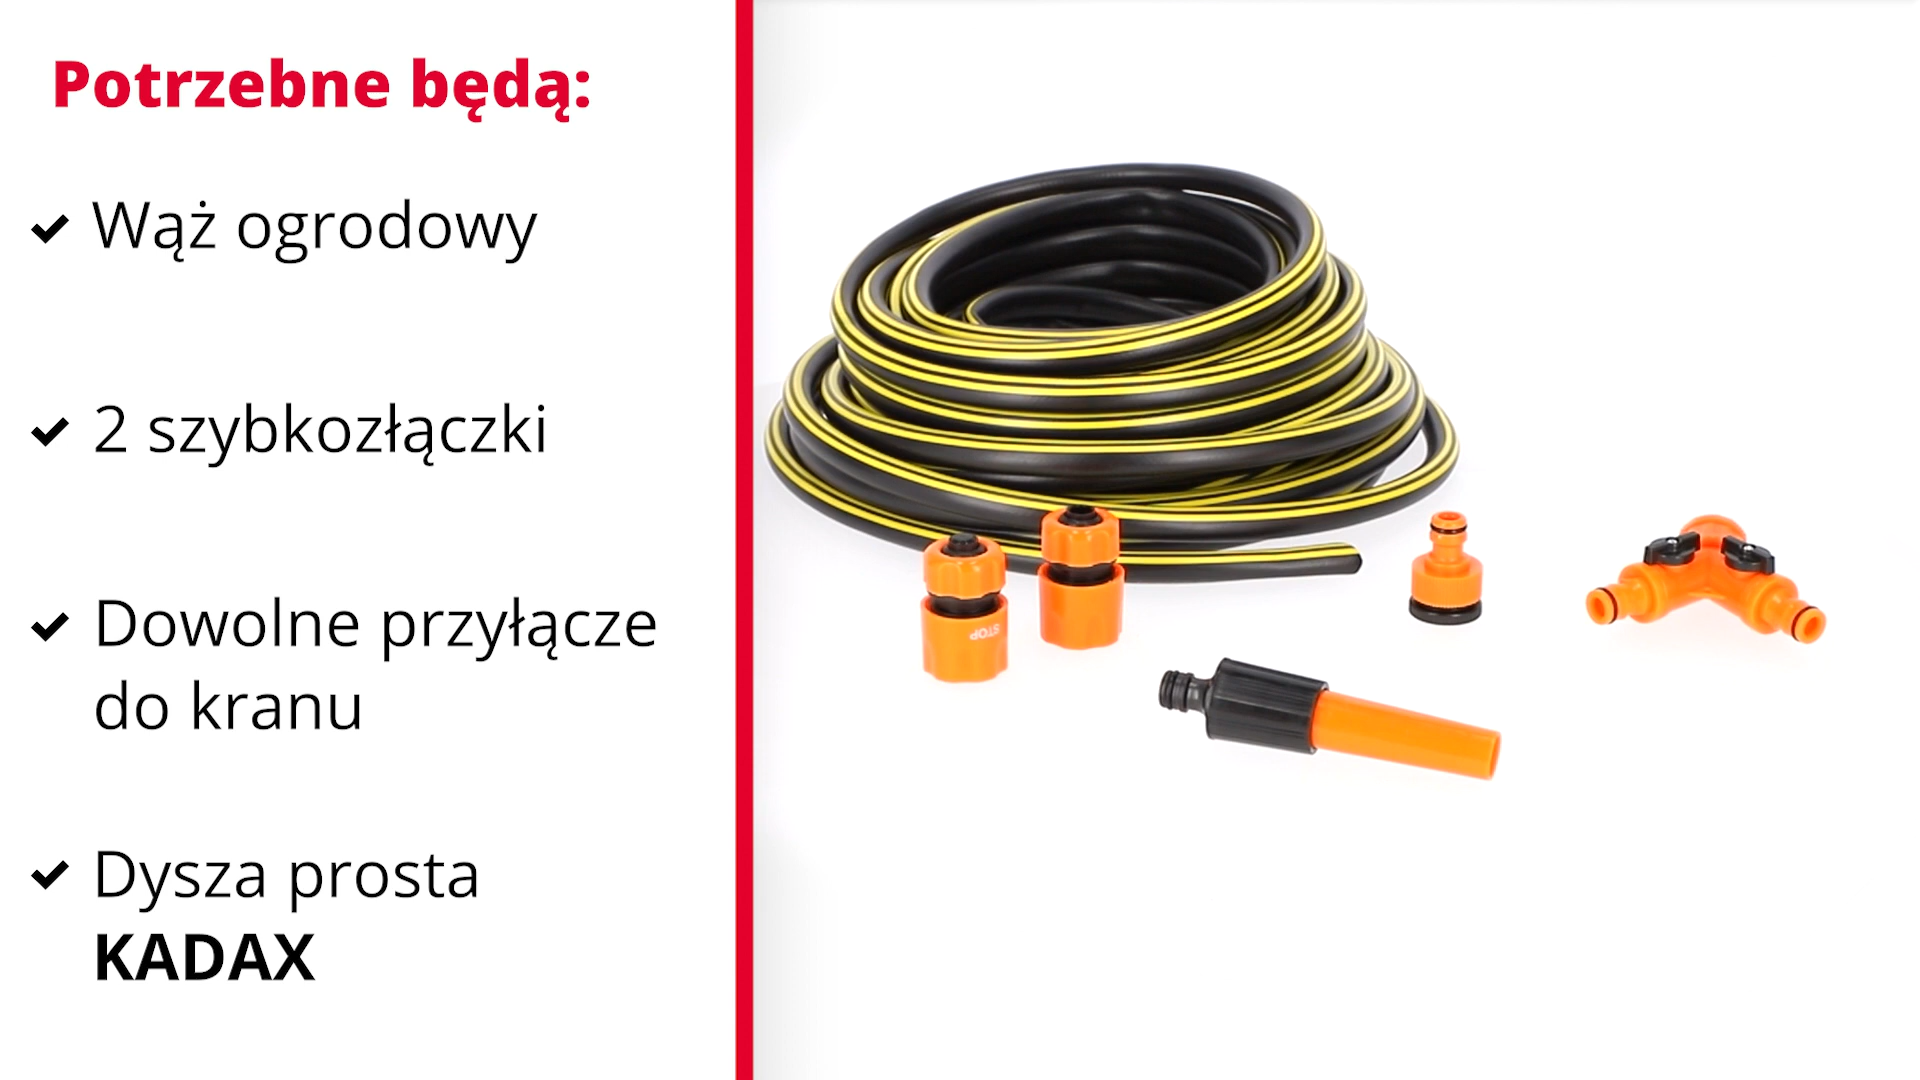 Potrzebne będą:
Wąż ogrodowy
2 szybkozłączki
Dowolne przyłącze
do kranu
Dysza prosta
KADAX
STOP